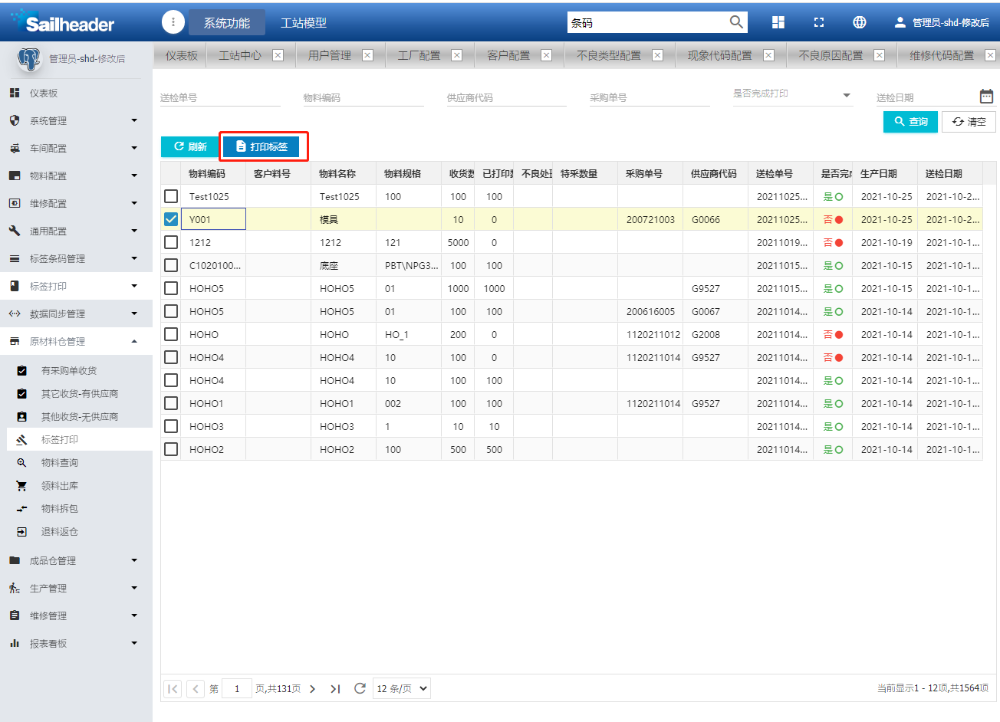 Sailheader
系统功能
工站模型
条码
管理员-shd-修改后
管理员-shd-修改后
仪表板
工站中心
用户管理
工厂配置
客户配置
不良类型配置
现象代码配置
不良原因配置
维修代码配置
仪表板
系统管理
车间配置
物料配置
维修配置
通用配置
标签条码管理
标签打印
数据同步管理
原材料仓管理
有采购单收货
其它收货-有供应商
其他收货-无供应商
标签打印
物料查询
领料出库
物料拆包
退料返仓
成品仓管理
生产管理
维修管理
报表看板
送检单号 物料编码 供应商代码 采购单号 是否完成打印 送检日期
查询 清空
刷新 打印标签
物料编码 客户料号 物料名称 物料规格 收货数 已打印数 不良处 特采数量 采购单号 供应商代码 送检单号 是否完成 生产日期 送检日期
Test1025 Test1025 100 100 100 20211025... 是 2021-10-25 2021-10-2...
Y001 模具 10 0 200721003 G0066 20211025... 否 2021-10-25 2021-10-2...
1212 1212 121 5000 0 20211019... 否 2021-10-19 2021-10-1...
C1020100... 底座 PBT\NPG3... 100 100 20211015... 是 2021-10-15 2021-10-1...
HOHO5 HOHO5 01 1000 1000 G9527 20211015... 是 2021-10-15 2021-10-1...
HOHO5 HOHO5 01 100 100 200616005 G0067 20211014... 是 2021-10-14 2021-10-1...
HOHO HOHO HO_1 200 0 1120211012 G2008 20211014... 否 2021-10-14 2021-10-1...
HOHO4 HOHO4 10 100 0 1120211014 G9527 20211014... 否 2021-10-14 2021-10-1...
HOHO4 HOHO4 10 100 100 20211014... 是 2021-10-14 2021-10-1...
HOHO1 HOHO1 002 100 100 1120211014 G9527 20211014... 是 2021-10-14 2021-10-1...
HOHO3 HOHO3 1 10 10 20211014... 是 2021-10-14 2021-10-1...
HOHO2 HOHO2 100 500 500 20211014... 是 2021-10-14 2021-10-1...
第 1 页,共131页 12 条/页 当前显示1 - 12项,共1564项